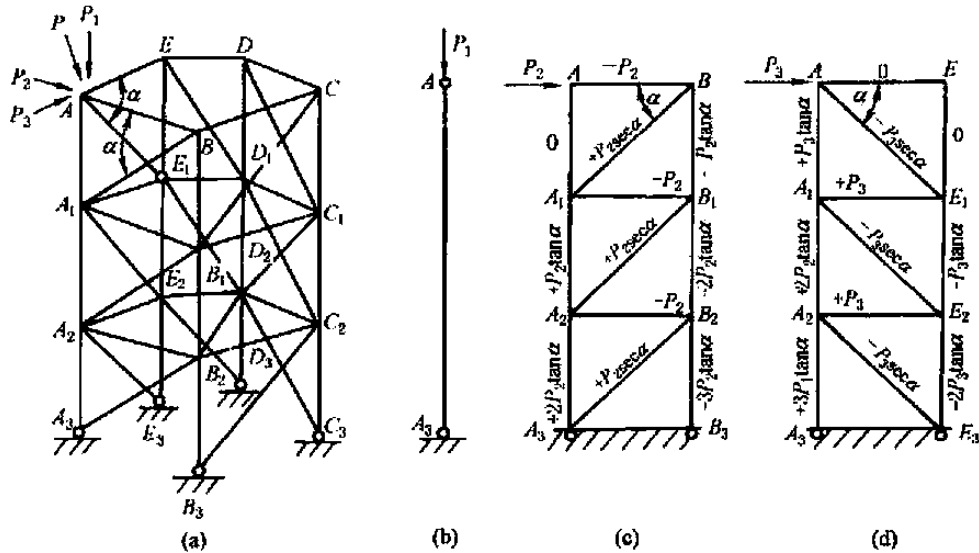 P P₁
P₂
P₃
A
E D
C
α
α
B
E₁ D₁
A₁
C₁
B₁ D₂
E₂
A₂
C₂
B₂ D₃
A₃
E₃
C₃
B₃
(a)
P₁
A
A₃
(b)
P₂ A -P₂ B
α
0
+P₂secα
-P₂tanα
A₁ -P₂ B₁
+P₂tanα
+P₂secα
-2P₂tanα
A₂ -P₂ B₂
+2P₂tanα
+P₂secα
-3P₂tanα
A₃ B₃
(c)
P₃ A 0 E
α
+P₃tanα
-P₃secα
0
A₁ +P₃ E₁
+2P₂tanα
-P₃secα
-P₃tanα
A₂ +P₃ E₂
+3P₁tanα
-P₃secα
-2P₃tanα
A₃ E₃
(d)